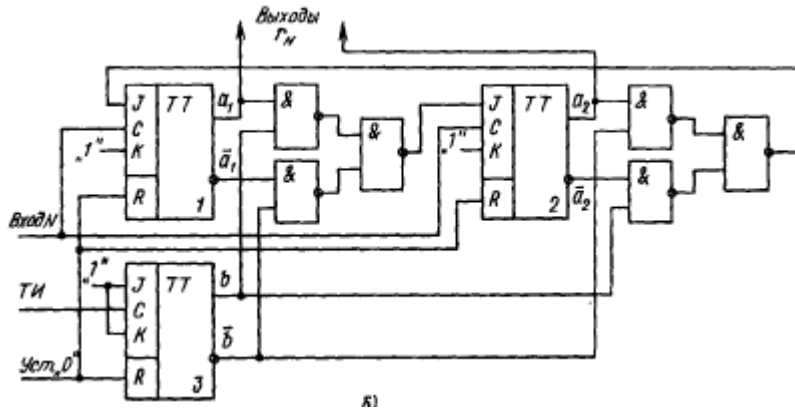 Выходы
r_N
J
TT
a₁
C
„1"
K
ā₁
R
1
&
&
&
J
TT
a₂
C
„1"
K
R
2
ā₂
&
&
&
Вход N
„1"
J
TT
b
ТИ
C
K
b̄
Уст „0"
R
3
б)